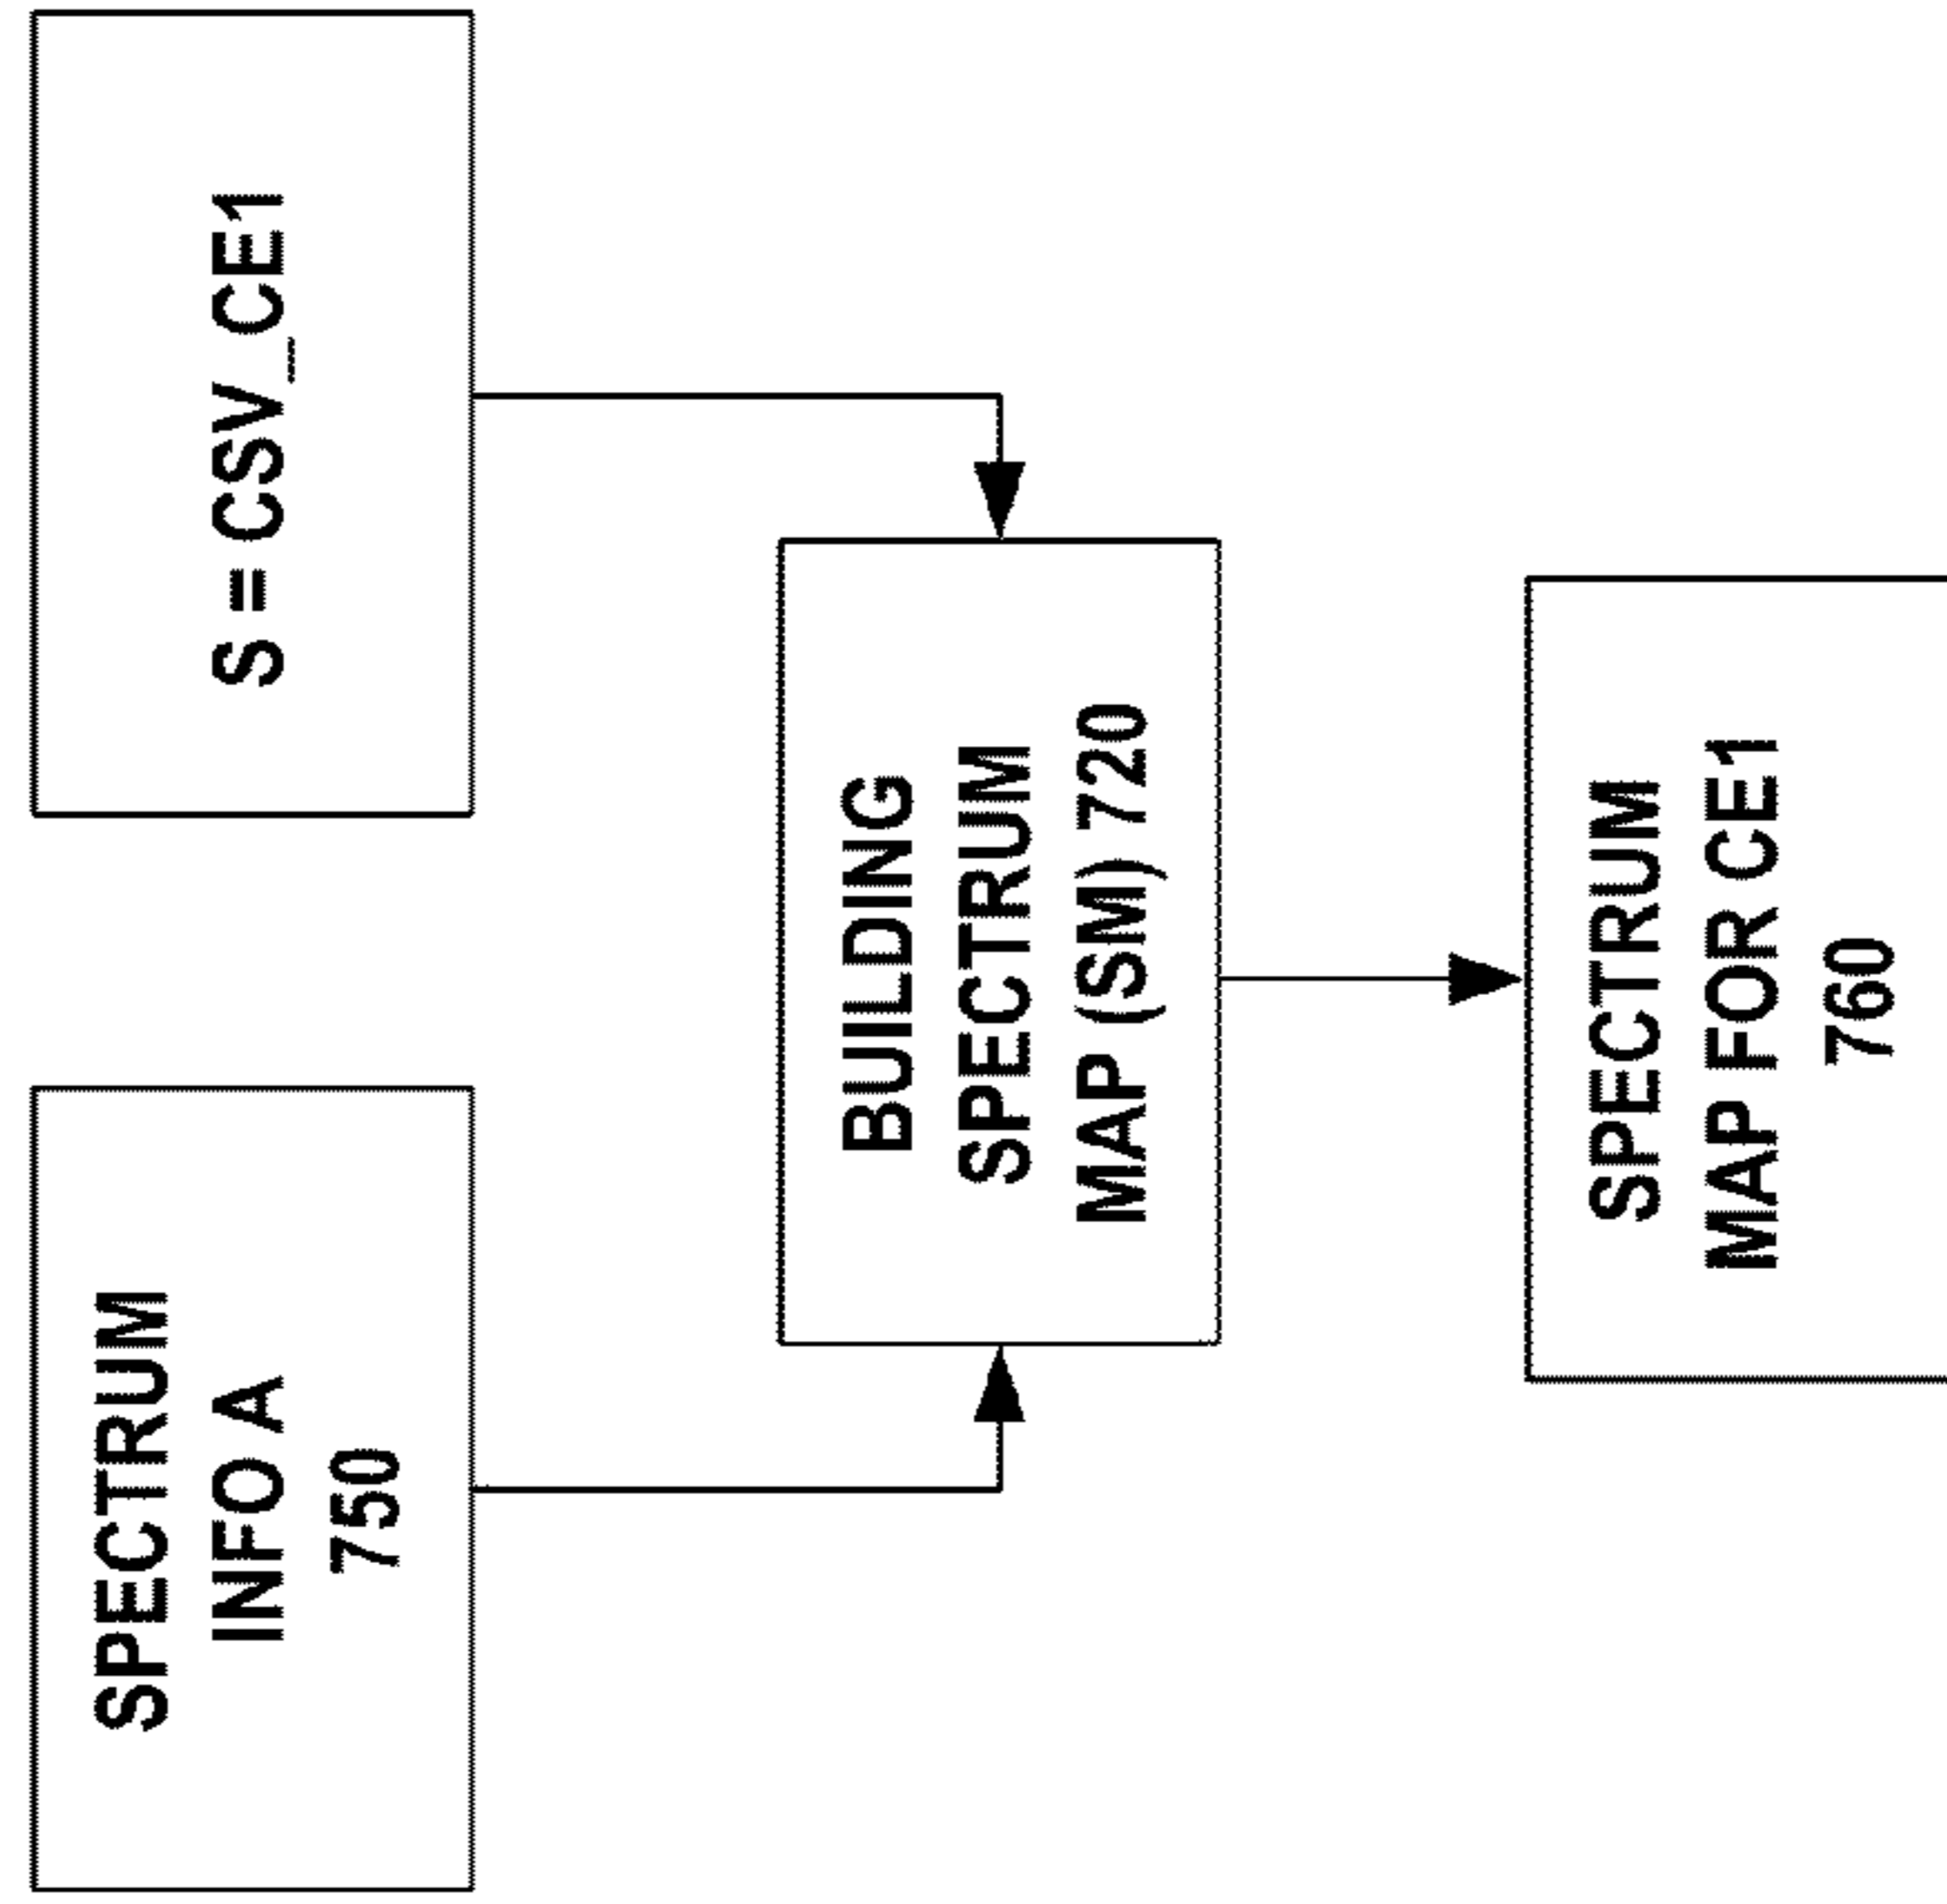 SPECTRUM
INFO A
750
S = CSV_CE1
BUILDING
SPECTRUM
MAP (SM) 720
SPECTRUM
MAP FOR CE1
760